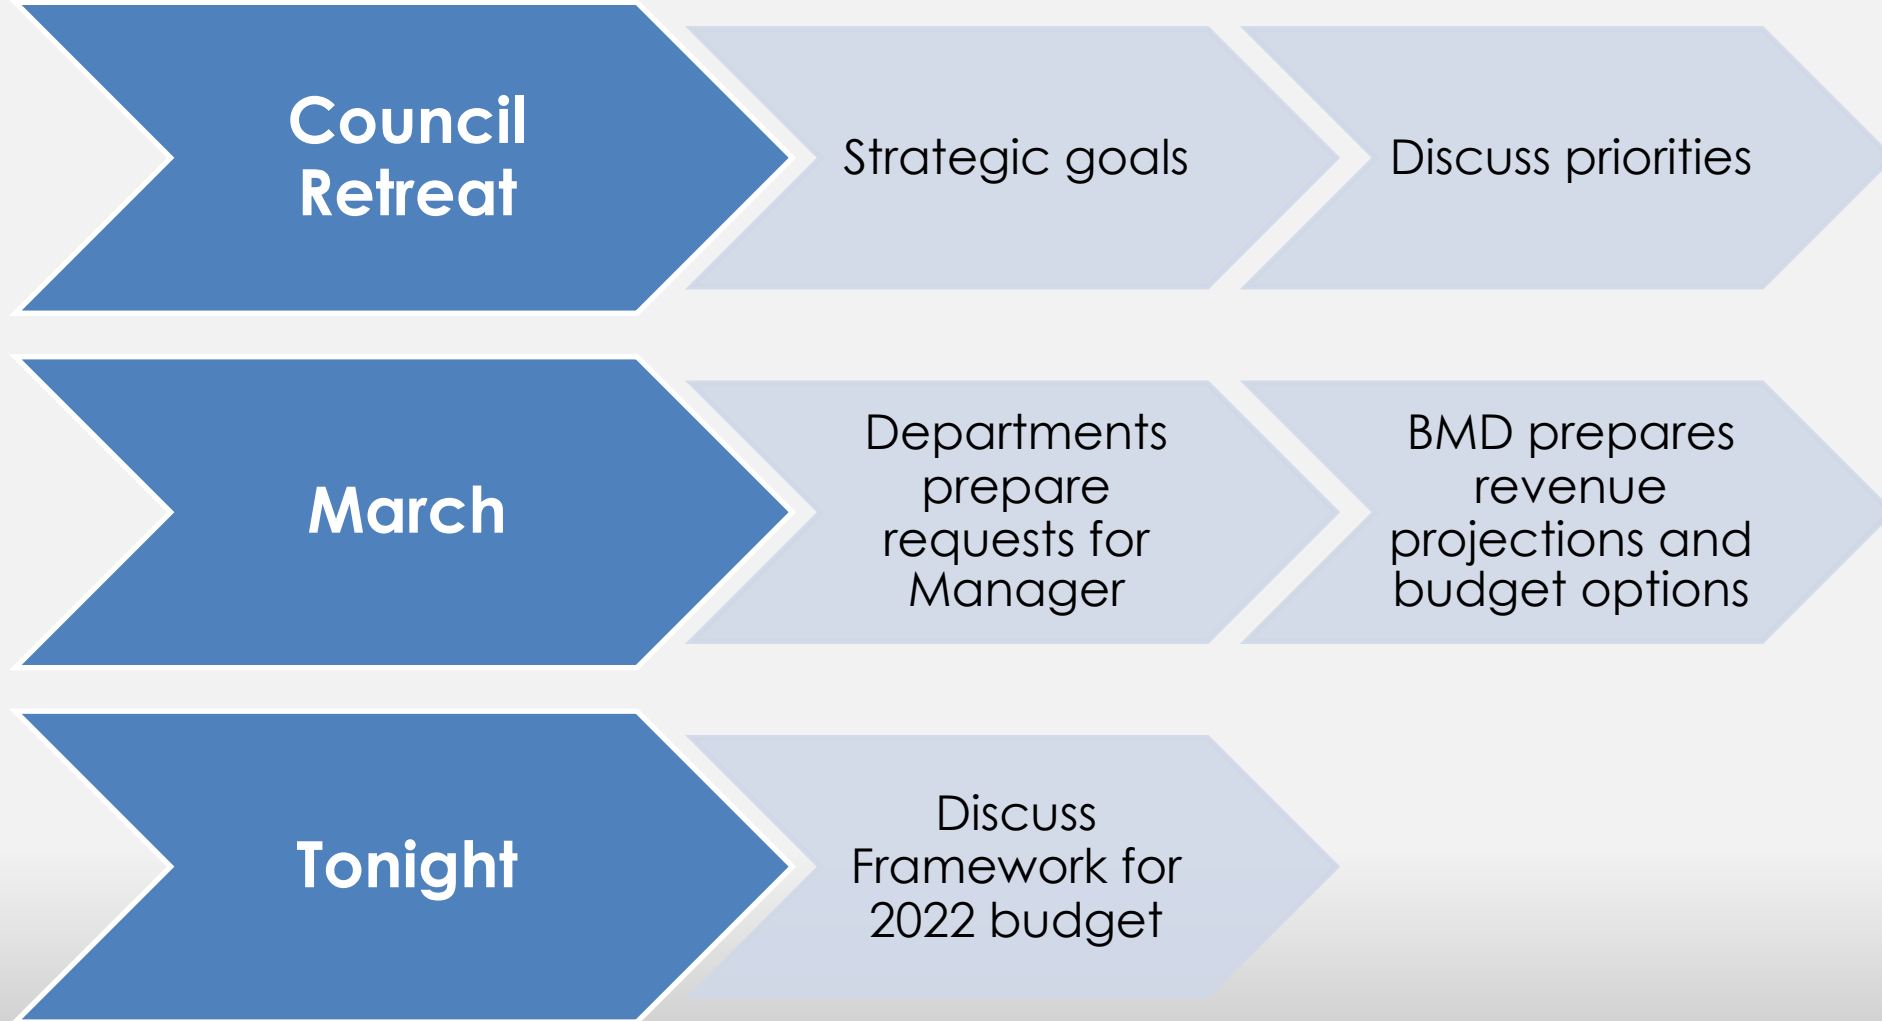 Council
Retreat
Strategic goals
Discuss priorities
March
Departments
prepare
requests for
Manager
BMD prepares
revenue
projections and
budget options
Tonight
Discuss
Framework for
2022 budget